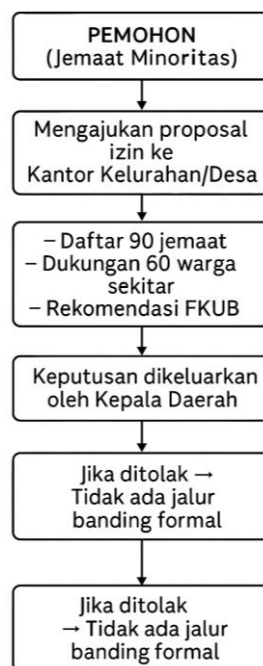 PEMOHON
(Jemaat Minoritas)
Mengajukan proposal
izin ke
Kantor Kelurahan/Desa
– Daftar 90 jemaat
– Dukungan 60 warga
sekitar
– Rekomendasi FKUB
Keputusan dikeluarkan
oleh Kepala Daerah
Jika ditolak →
Tidak ada jalur
banding formal
Jika ditolak
→ Tidak ada jalur
banding formal